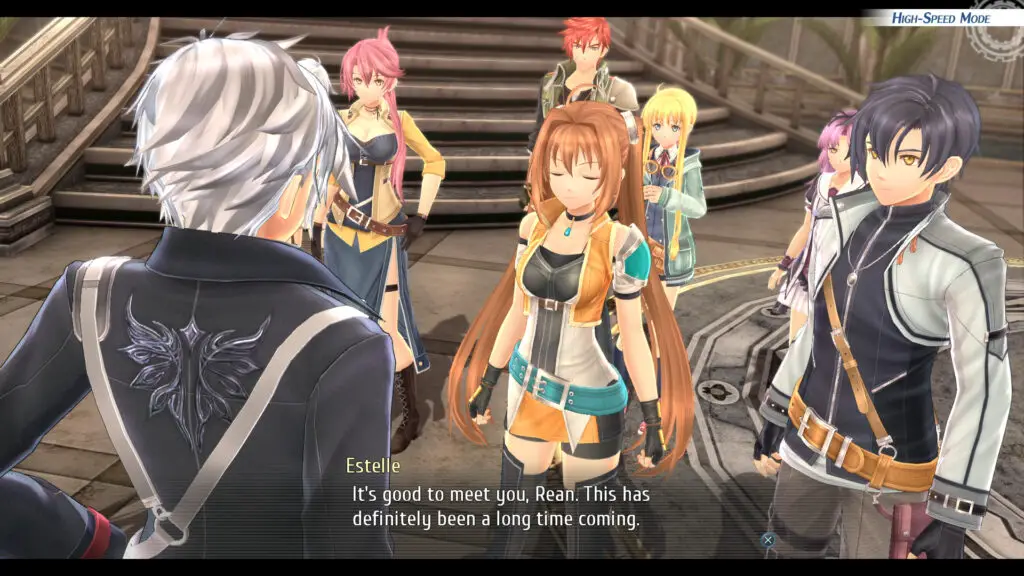 HIGH-SPEED MODE
Estelle
It's good to meet you, Rean. This has
definitely been a long time coming.